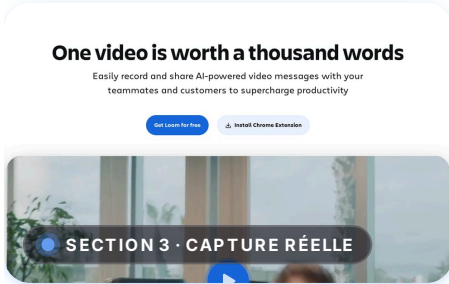 One video is worth a thousand words
Easily record and share AI-powered video messages with your
teammates and customers to supercharge productivity
Get Loom for free
Install Chrome Extension
SECTION 3 · CAPTURE RÉELLE